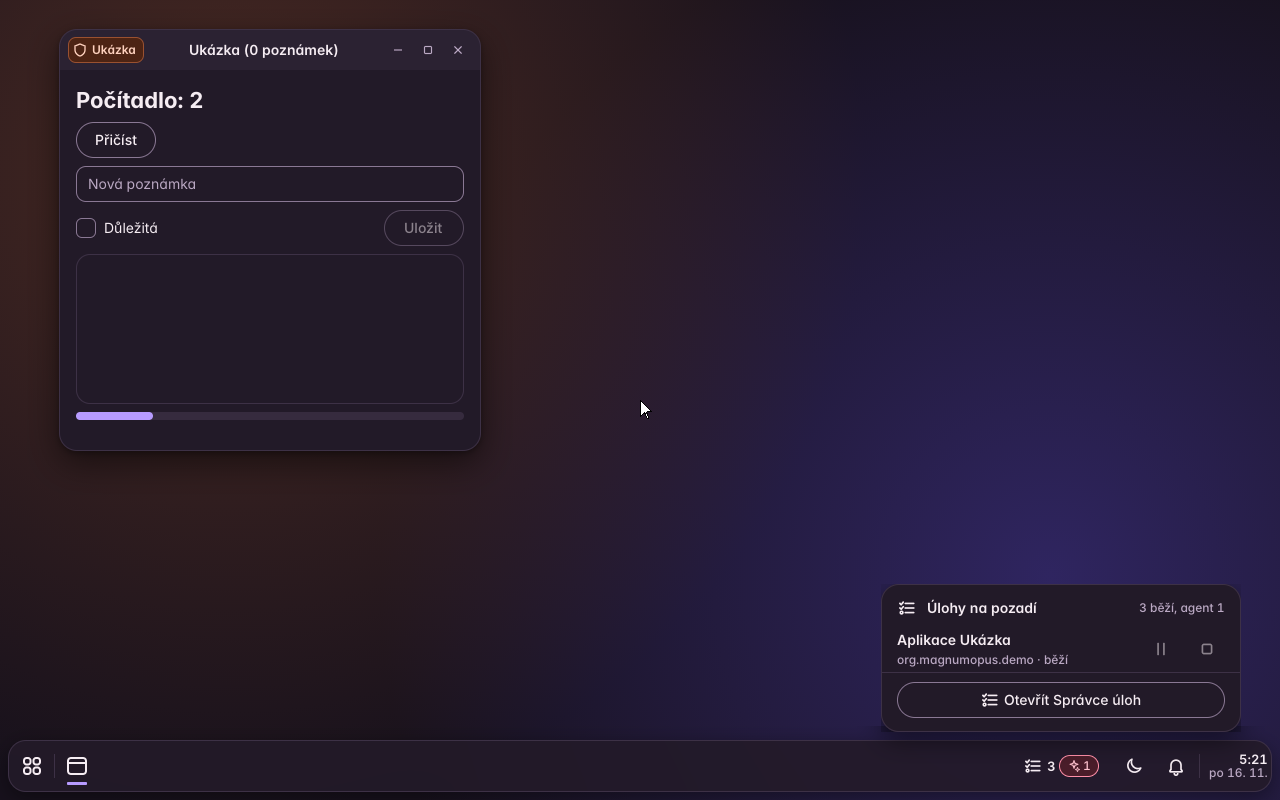 Ukázka
Ukázka (0 poznámek)
Počítadlo: 2
Přičíst
Nová poznámka
Důležitá
Uložit
Úlohy na pozadí
3 běží, agent 1
Aplikace Ukázka
org.magnumopus.demo · běží
Otevřít Správce úloh
3
1
5:21
po 16. 11.